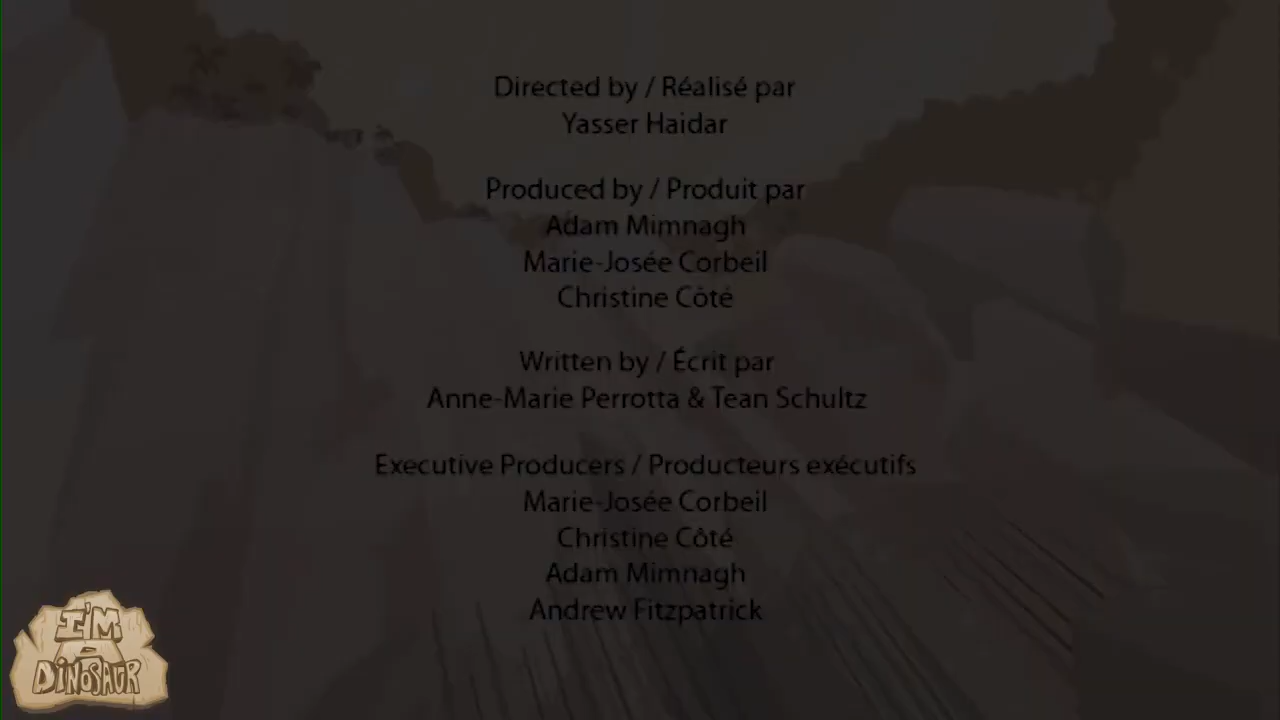 Directed by / Réalisé par
Yasser Haidar
Produced by / Produit par
Adam Mimnagh
Marie-Josée Corbeil
Christine Côté
Written by / Écrit par
Anne-Marie Perrotta & Tean Schultz
Executive Producers / Producteurs exécutifs
Marie-Josée Corbeil
Christine Côté
Adam Mimnagh
Andrew Fitzpatrick
I'M
A
DINOSAUR